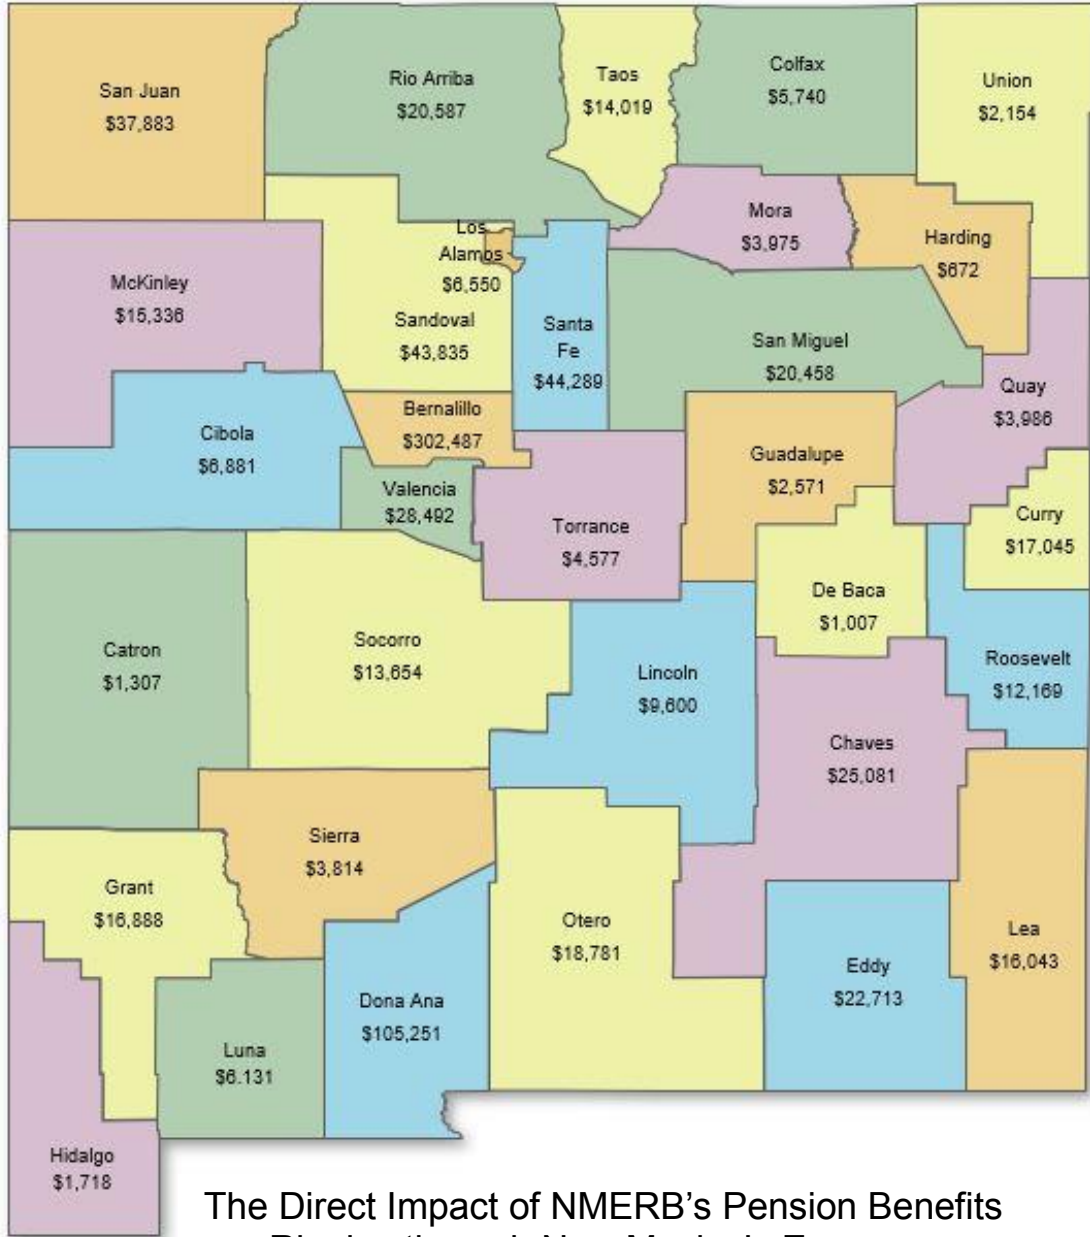 San Juan
$37,883
Rio Arriba
$20,587
Taos
$14,019
Colfax
$5,740
Union
$2,154
Mora
$3,975
Harding
$672
Los
Alamos
$6,550
McKinley
$15,336
Sandoval
$43,835
Santa
Fe
$44,289
San Miguel
$20,458
Quay
$3,986
Bernalillo
$302,487
Cibola
$6,881
Guadalupe
$2,571
Valencia
$28,492
Torrance
$4,577
Curry
$17,045
De Baca
$1,007
Catron
$1,307
Socorro
$13,654
Lincoln
$9,600
Roosevelt
$12,169
Chaves
$25,081
Sierra
$3,814
Grant
$16,888
Otero
$18,781
Lea
$16,043
Eddy
$22,713
Dona Ana
$105,251
Luna
$6.131
Hidalgo
$1,718
The Direct Impact of NMERB's Pension Benefits